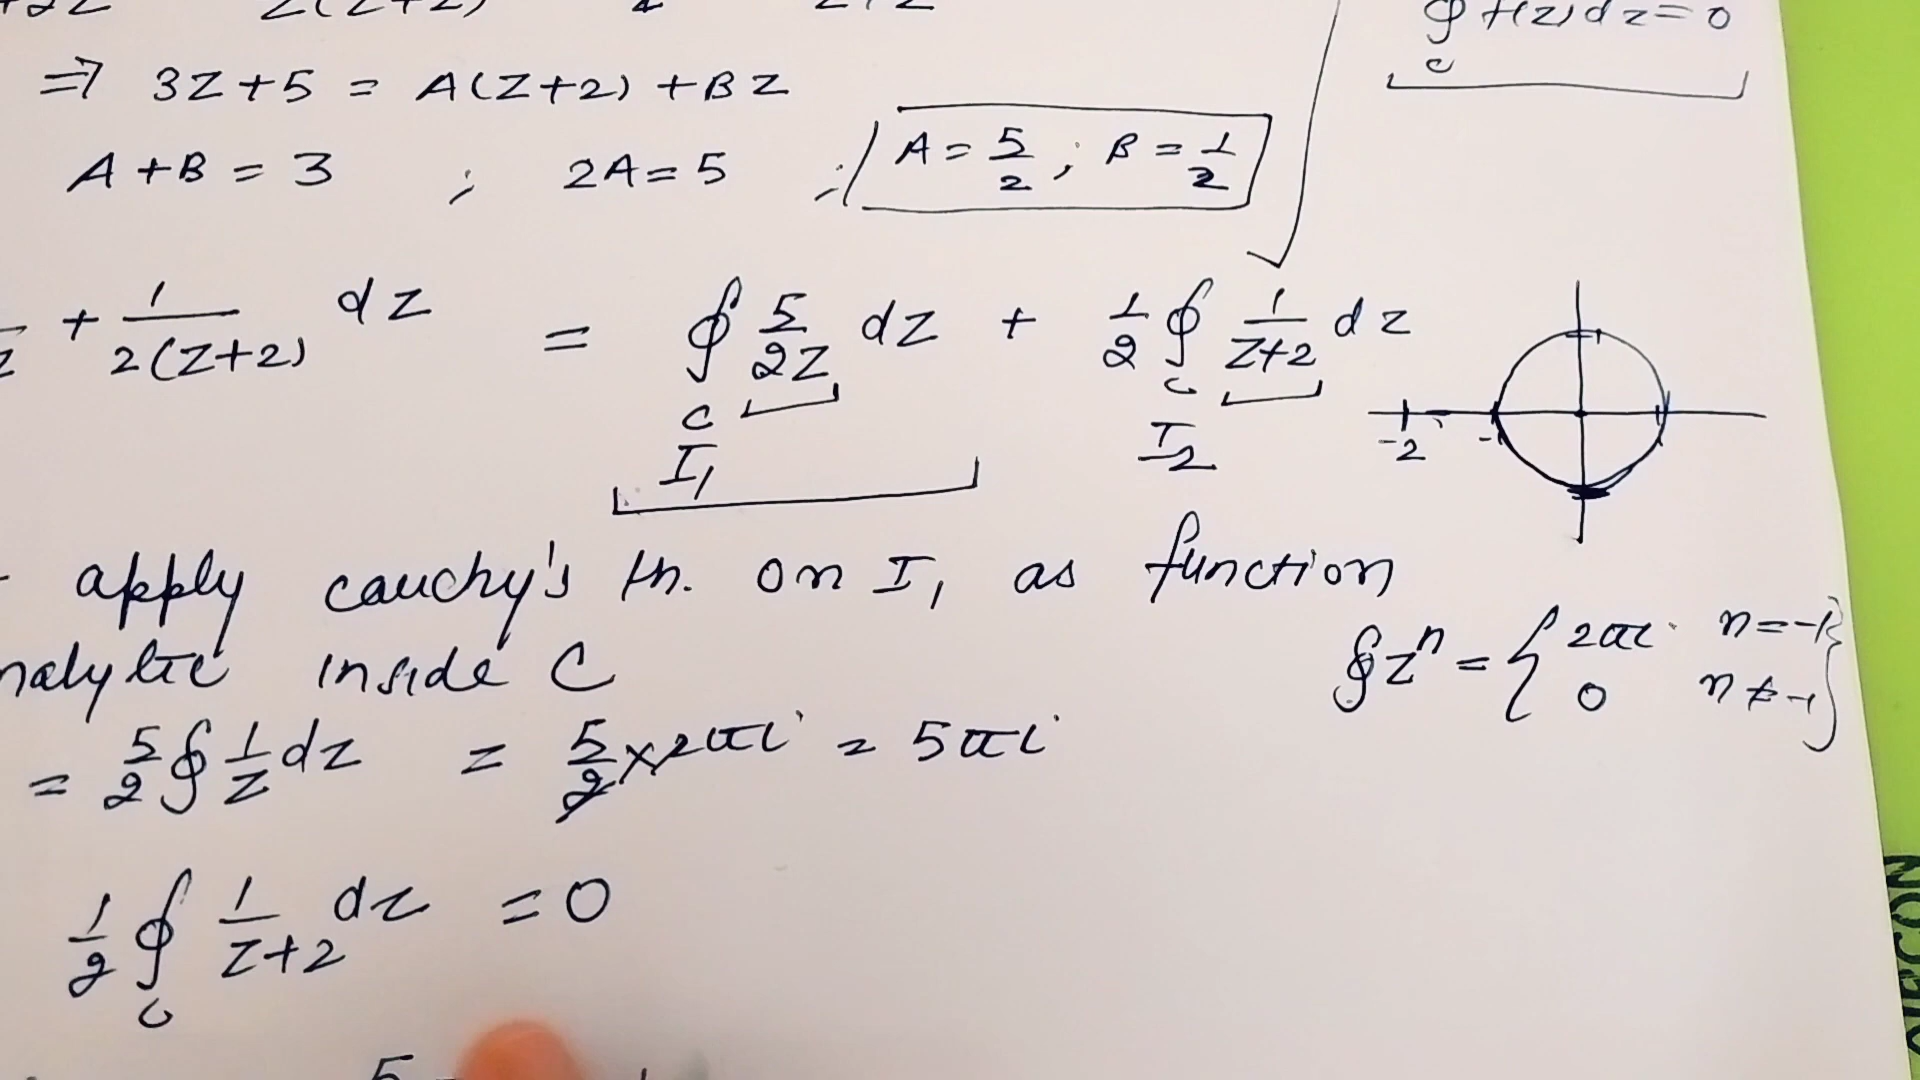 ∮ f(z) dz = 0
c
⇒ 3z + 5 = A(z+2) + Bz
A + B = 3 ; 2A = 5 ; A = 5/2 ; B = 1/2
+ 1/2(z+2) dz = ∮ 5/2z dz + 1/2 ∮ 1/z+2 dz
c c
I1 I2
-2 -1
apply cauchy's th. on I1 as function
inside C
∮ z^n = { 2πi n = -1
0 n ≠ -1 }
= 5/2 ∮ 1/z dz = 5/2 × 2πi = 5πi
1/2 ∮ 1/z+2 dz = 0
c